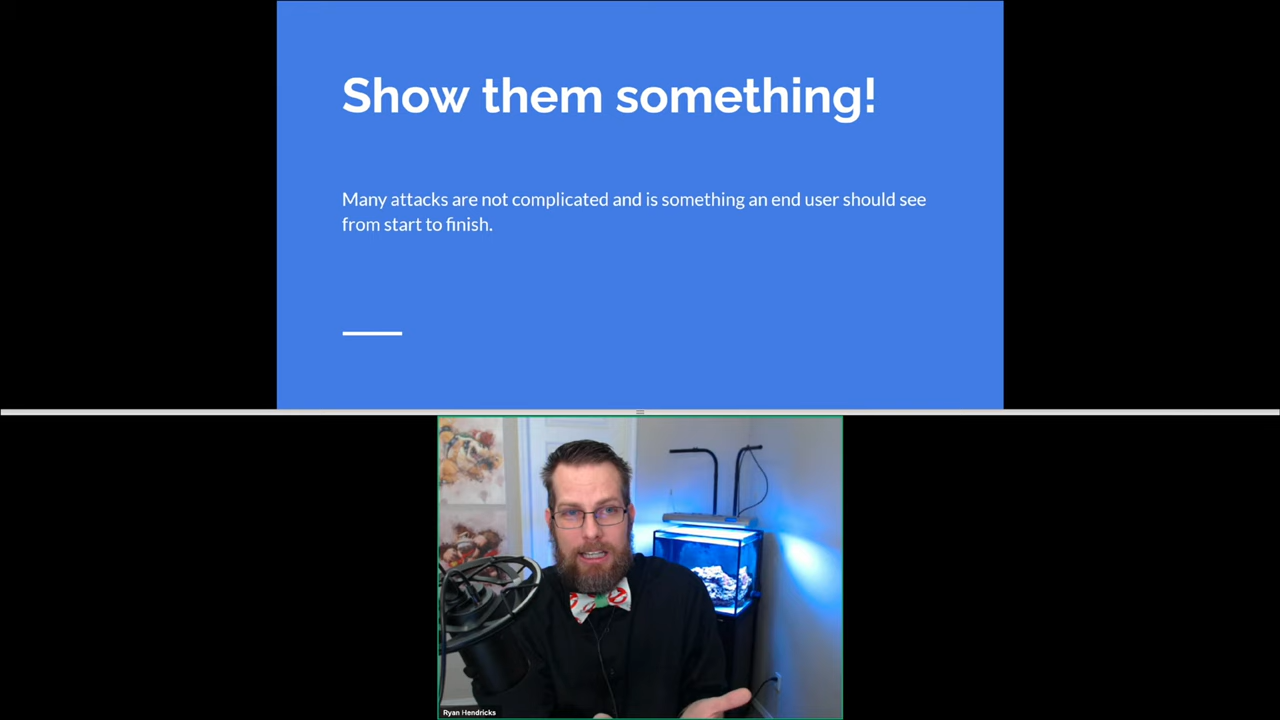 Show them something!
Many attacks are not complicated and is something an end user should see
from start to finish.
Ryan Hendricks